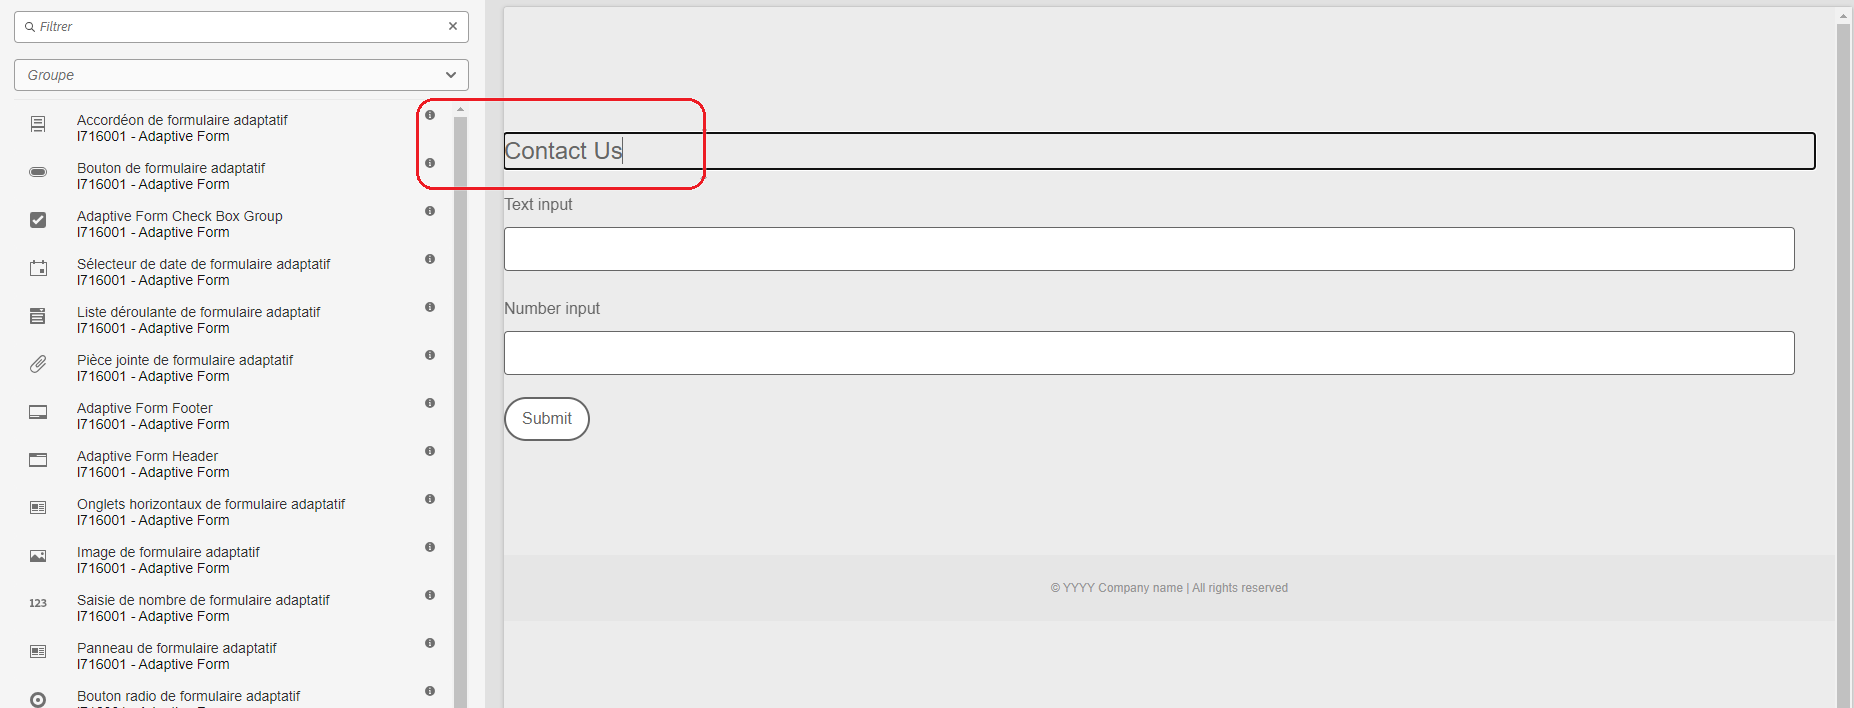 Filtrer
Groupe
Accordéon de formulaire adaptatif
I716001 - Adaptive Form
Bouton de formulaire adaptatif
I716001 - Adaptive Form
Adaptive Form Check Box Group
I716001 - Adaptive Form
Sélecteur de date de formulaire adaptatif
I716001 - Adaptive Form
Liste déroulante de formulaire adaptatif
I716001 - Adaptive Form
Pièce jointe de formulaire adaptatif
I716001 - Adaptive Form
Adaptive Form Footer
I716001 - Adaptive Form
Adaptive Form Header
I716001 - Adaptive Form
Onglets horizontaux de formulaire adaptatif
I716001 - Adaptive Form
Image de formulaire adaptatif
I716001 - Adaptive Form
123
Saisie de nombre de formulaire adaptatif
I716001 - Adaptive Form
Panneau de formulaire adaptatif
I716001 - Adaptive Form
Bouton radio de formulaire adaptatif
Contact Us
Text input
Number input
Submit
© YYYY Company name | All rights reserved